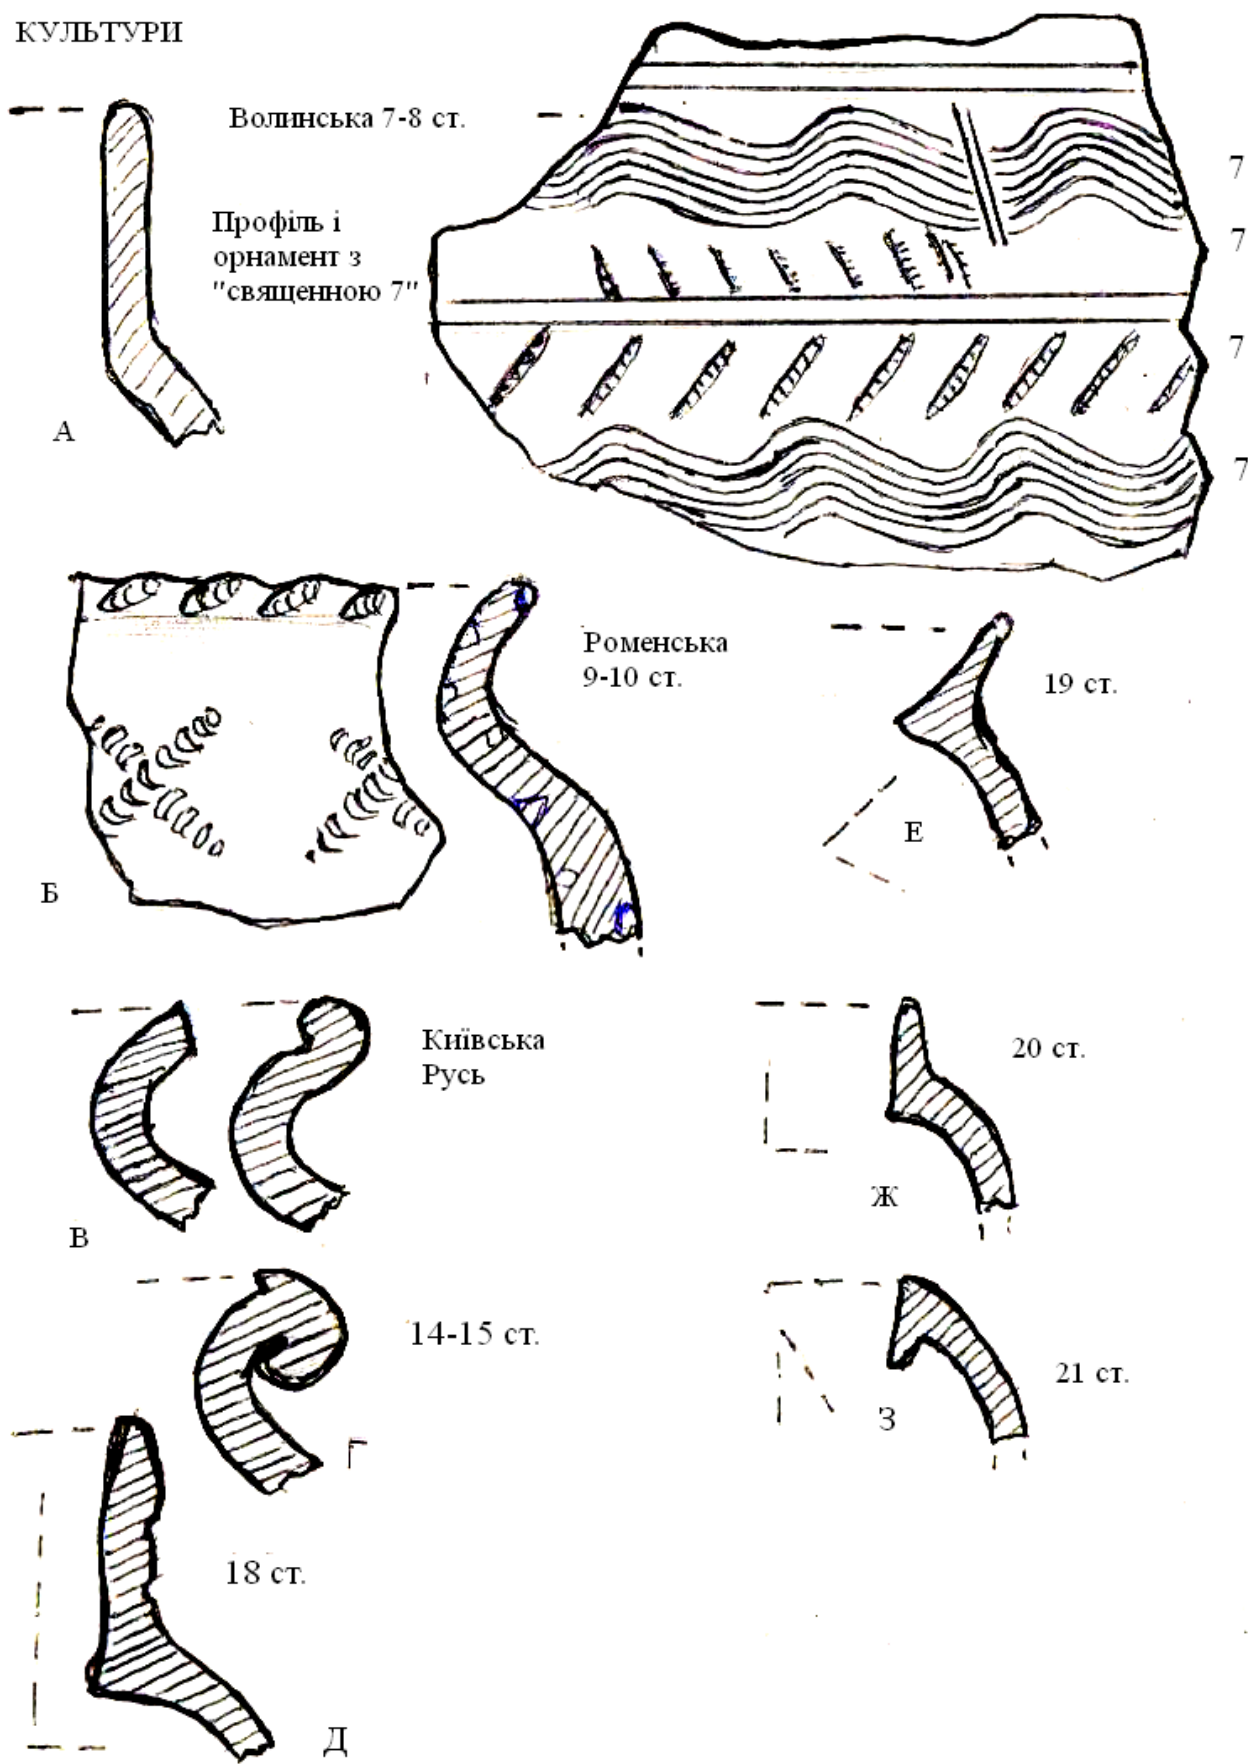 КУЛЬТУРИ
Волинська 7-8 ст.
7
7
Профіль і
орнамент з
"священною 7"
7
А
7
Роменська
9-10 ст.
19 ст.
Е
Б
Київська
Русь
20 ст.
Ж
В
14-15 ст.
21 ст.
З
Г
18 ст.
Д